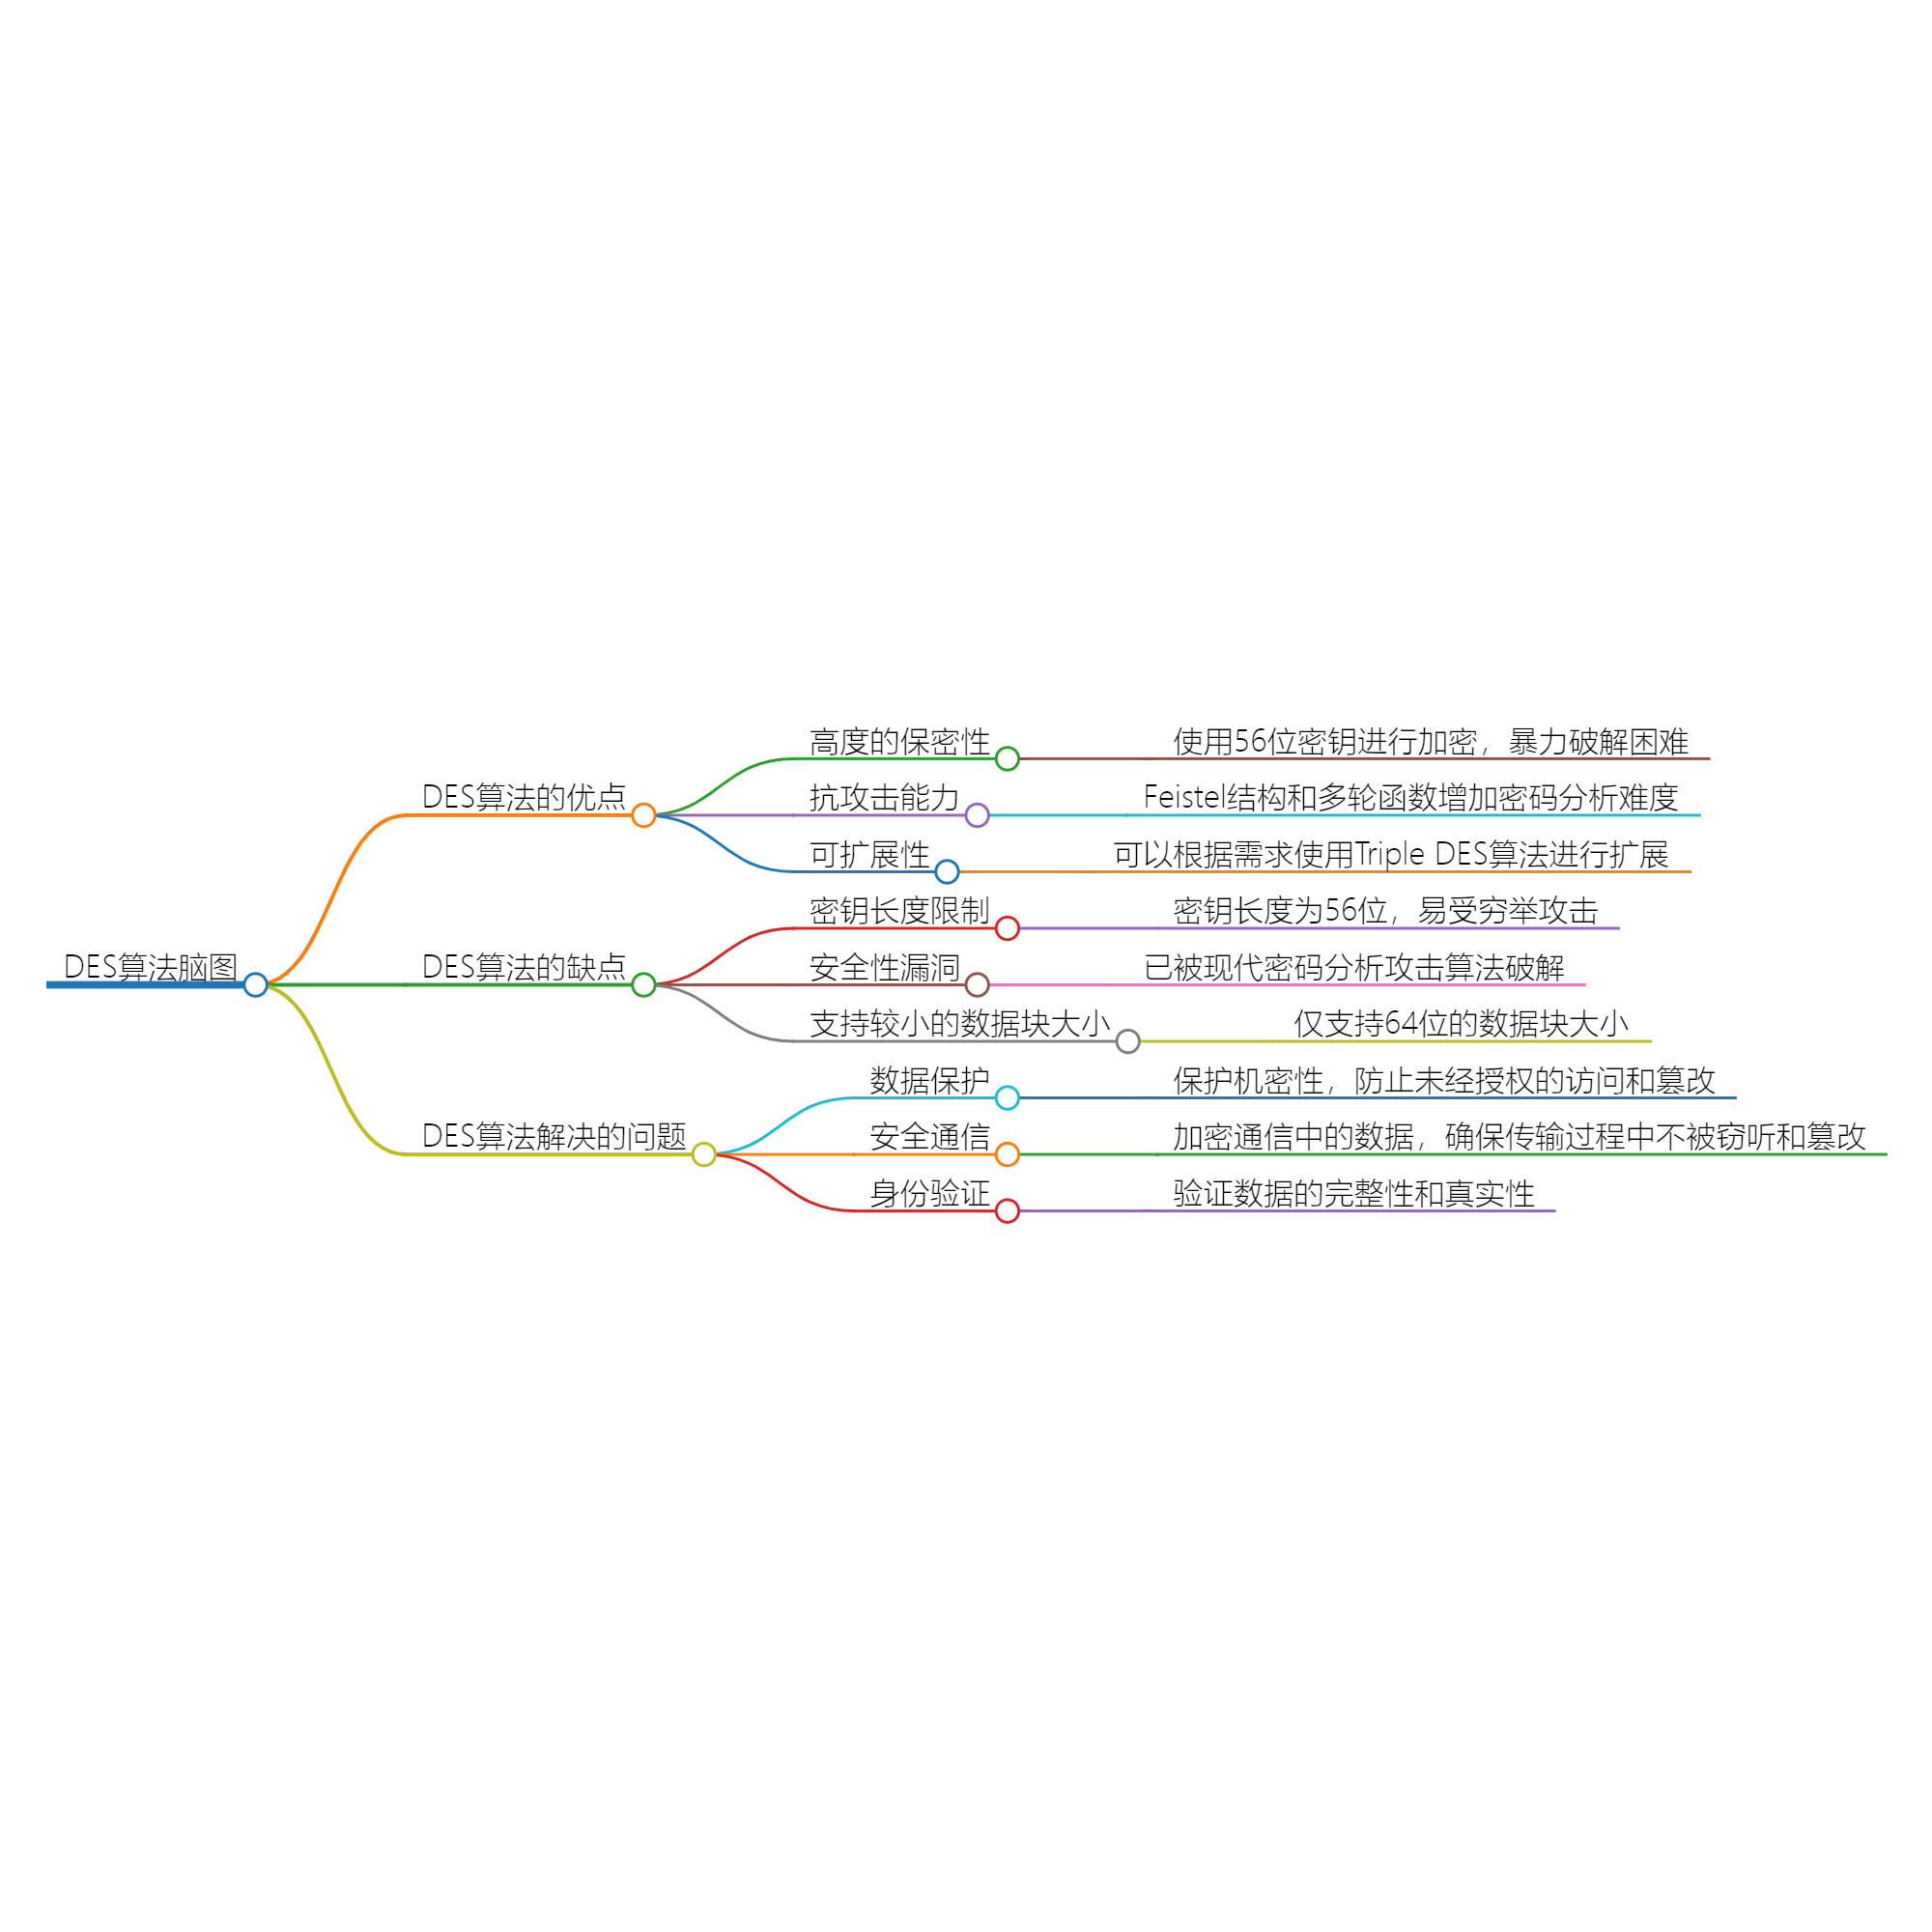 DES算法脑图
DES算法的优点
高度的保密性
使用56位密钥进行加密，暴力破解困难
抗攻击能力
Feistel结构和多轮函数增加密码分析难度
可扩展性
可以根据需求使用Triple DES算法进行扩展
DES算法的缺点
密钥长度限制
密钥长度为56位，易受穷举攻击
安全性漏洞
已被现代密码分析攻击算法破解
支持较小的数据块大小
仅支持64位的数据块大小
DES算法解决的问题
数据保护
保护机密性，防止未经授权的访问和篡改
安全通信
加密通信中的数据，确保传输过程中不被窃听和篡改
身份验证
验证数据的完整性和真实性